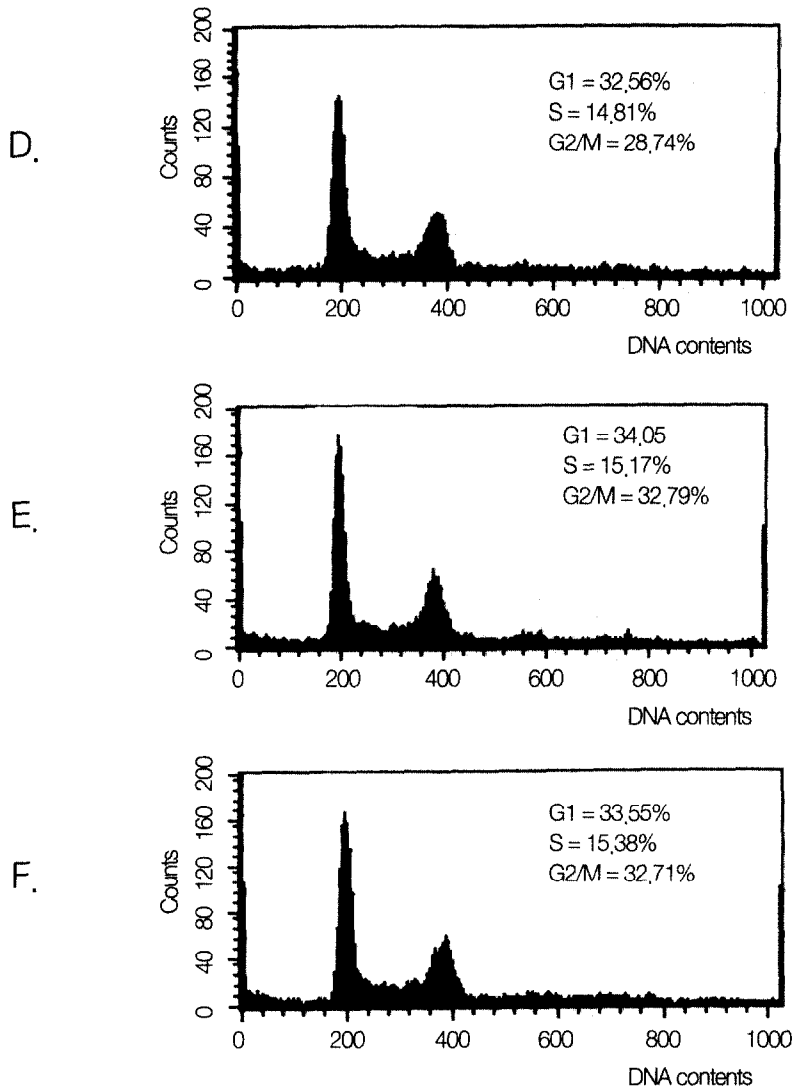 D.
200
160
120
80
40
0
Counts
G1 = 32,56%
S = 14,81%
G2/M = 28,74%
0 200 400 600 800 1000
DNA contents
E.
200
160
120
80
40
0
Counts
G1 = 34,05
S = 15,17%
G2/M = 32,79%
0 200 400 600 800 1000
DNA contents
F.
200
160
120
80
40
0
Counts
G1 = 33,55%
S = 15,38%
G2/M = 32,71%
0 200 400 600 800 1000
DNA contents